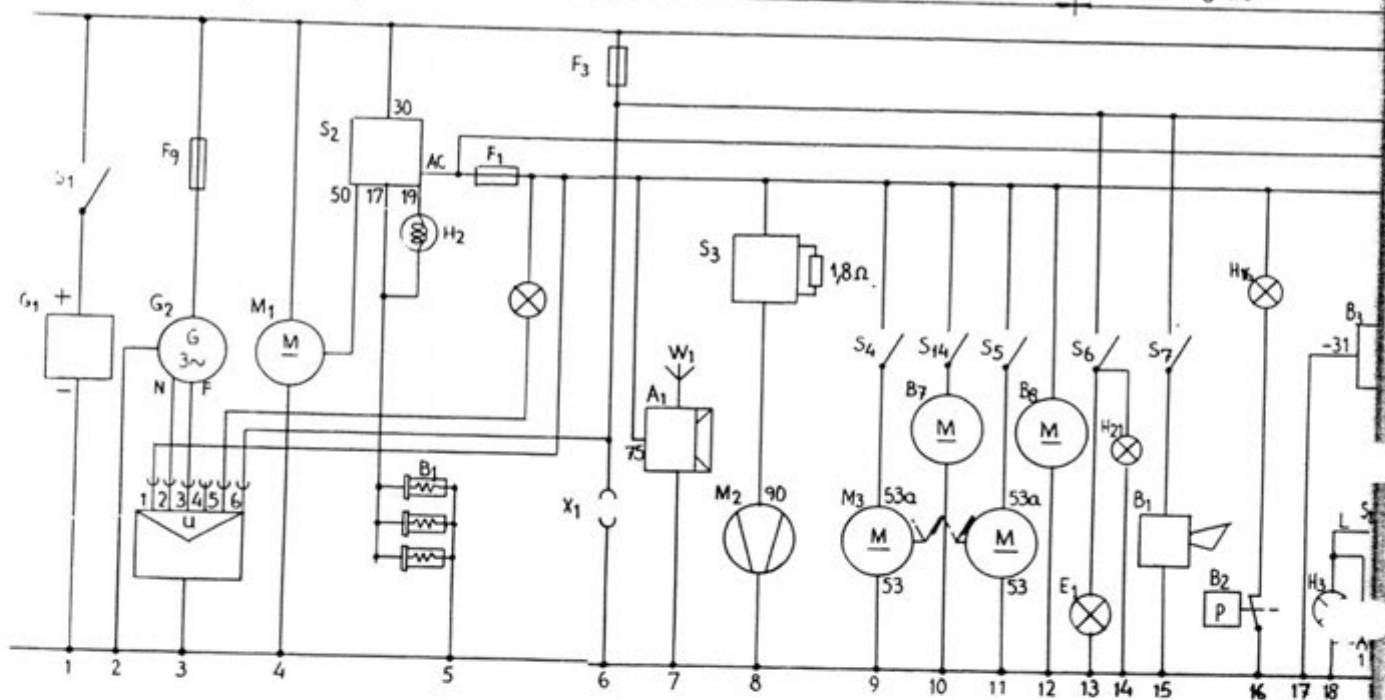 F3
30
S2
F9
AC
F1
S1
50 17 19
H2
S3
1,8Ω
H16
G1 +
G2
M1
B3
G
3~
M
S4
S14
S5
S6
S7
-31
W1
N F
A1
B7
B8
M
M
H21
75
B1
1 2 3 4 5 6
U
X1
M2 90
M3 53a
53a
B1
L
M
M
E1
B2
P
H3
53
53
1 2 3 4 5 6 7 8 9 10 11 12 13 14 15 16 17 18